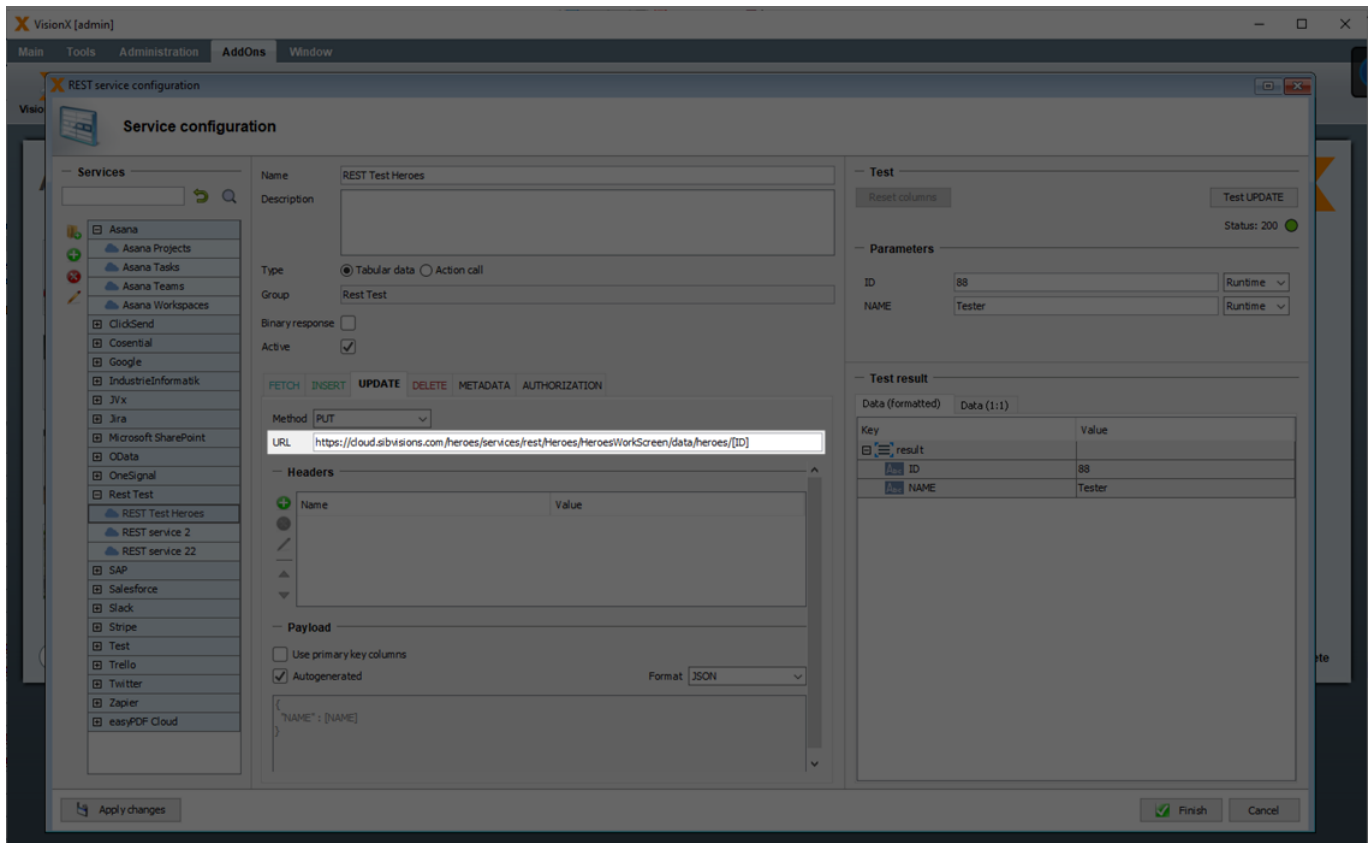 VisionX [admin]
Main Tools Administration AddOns Window
REST service configuration
Visio
Service configuration
Services
Asana
Asana Projects
Asana Tasks
Asana Teams
Asana Workspaces
ClickSend
Cosential
Google
IndustrieInformatik
JVx
Jira
Microsoft SharePoint
OData
OneSignal
Rest Test
REST Test Heroes
REST service 2
REST service 22
SAP
Salesforce
Slack
Stripe
Test
Trello
Twitter
Zapier
easyPDF Cloud
Name REST Test Heroes
Description
Type Tabular data Action call
Group Rest Test
Binary response
Active
FETCH INSERT UPDATE DELETE METADATA AUTHORIZATION
Method PUT
URL https://cloud.sibvisions.com/heroes/services/rest/Heroes/HeroesWorkScreen/data/heroes/[ID]
Headers
Name Value
Payload
Use primary key columns
Autogenerated Format JSON
{
"NAME" : [NAME]
}
Test
Reset columns Test UPDATE
Status: 200
Parameters
ID 88 Runtime
NAME Tester Runtime
Test result
Data (formatted) Data (1:1)
Key Value
result
Abc ID 88
Abc NAME Tester
ete
Apply changes Finish Cancel